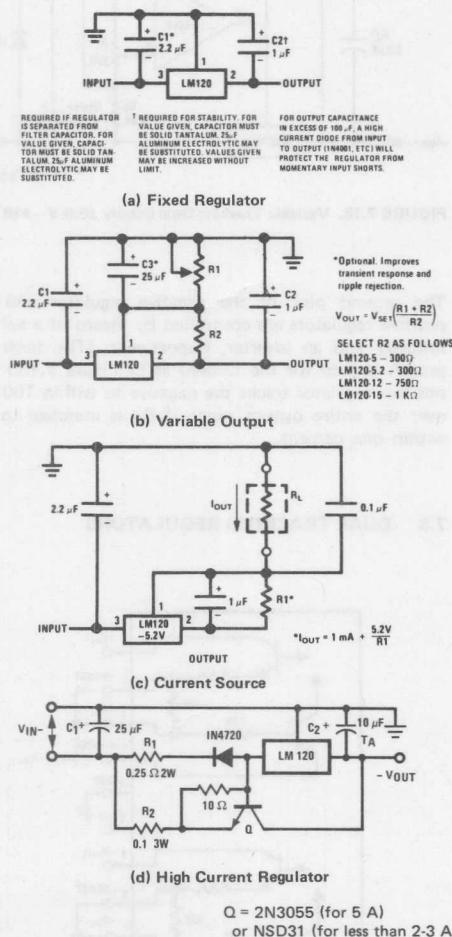 C1*
2.2 μF
C2†
1 μF
1
INPUT
3
LM120
2
OUTPUT
REQUIRED IF REGULATOR
IS SEPARATED FROM
FILTER CAPACITOR. FOR
VALUE GIVEN, CAPACI-
TOR MUST BE SOLID TAN-
TALUM. 25μF ALUMINUM
ELECTROLYTIC MAY BE
SUBSTITUTED.
† REQUIRED FOR STABILITY. FOR
VALUE GIVEN, CAPACITOR MUST
BE SOLID TANTALUM. 25μF
ALUMINUM ELECTROLYTIC MAY
BE SUBSTITUTED. VALUES GIVEN
MAY BE INCREASED WITHOUT
LIMIT.
FOR OUTPUT CAPACITANCE
IN EXCESS OF 100 μF, A HIGH
CURRENT DIODE FROM INPUT
TO OUTPUT (1N4001, ETC) WILL
PROTECT THE REGULATOR FROM
MOMENTARY INPUT SHORTS.
(a) Fixed Regulator
C1
2.2 μF
C3*
25 μF
R1
R2
C2
1 μF
INPUT
LM120
*Optional. Improves
transient response and
ripple rejection.
VOUT = VSET (R1 + R2) / R2
SELECT R2 AS FOLLOWS
LM120-5 – 300Ω
LM120-5.2 – 300Ω
LM120-12 – 750Ω
LM120-15 – 1 KΩ
(b) Variable Output
2.2 μF
IOUT
RL
0.1 μF
1 μF
R1*
1
INPUT
3
LM120
–5.2V
2
OUTPUT
*IOUT = 1 mA + 5.2V / R1
(c) Current Source
VIN–
C1+
25 μF
R1
0.25 Ω 2W
IN4720
LM 120
C2+
10 μF
TA
– VOUT
10 Ω
R2
0.1 3W
Q
(d) High Current Regulator
Q = 2N3055 (for 5 A)
or NSD31 (for less than 2-3 A